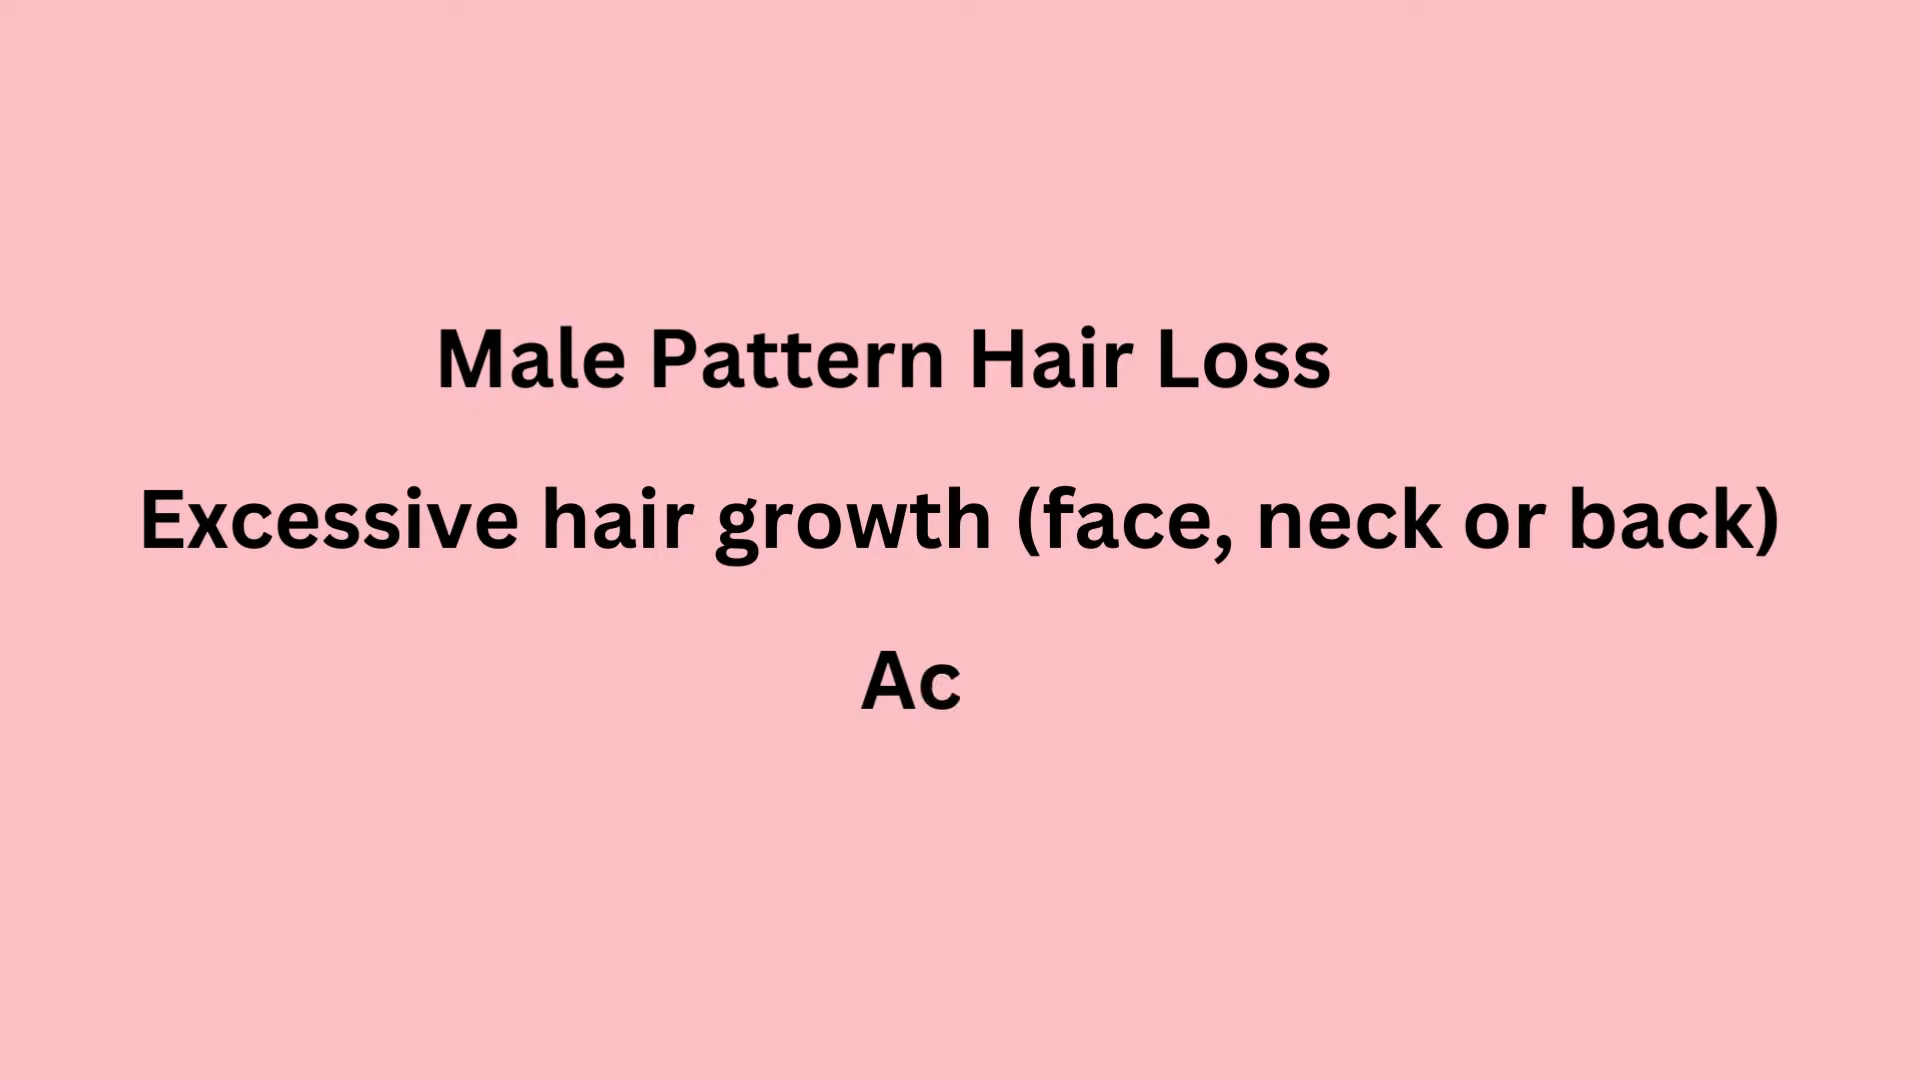 Male Pattern Hair Loss
Excessive hair growth (face, neck or back)
Ac